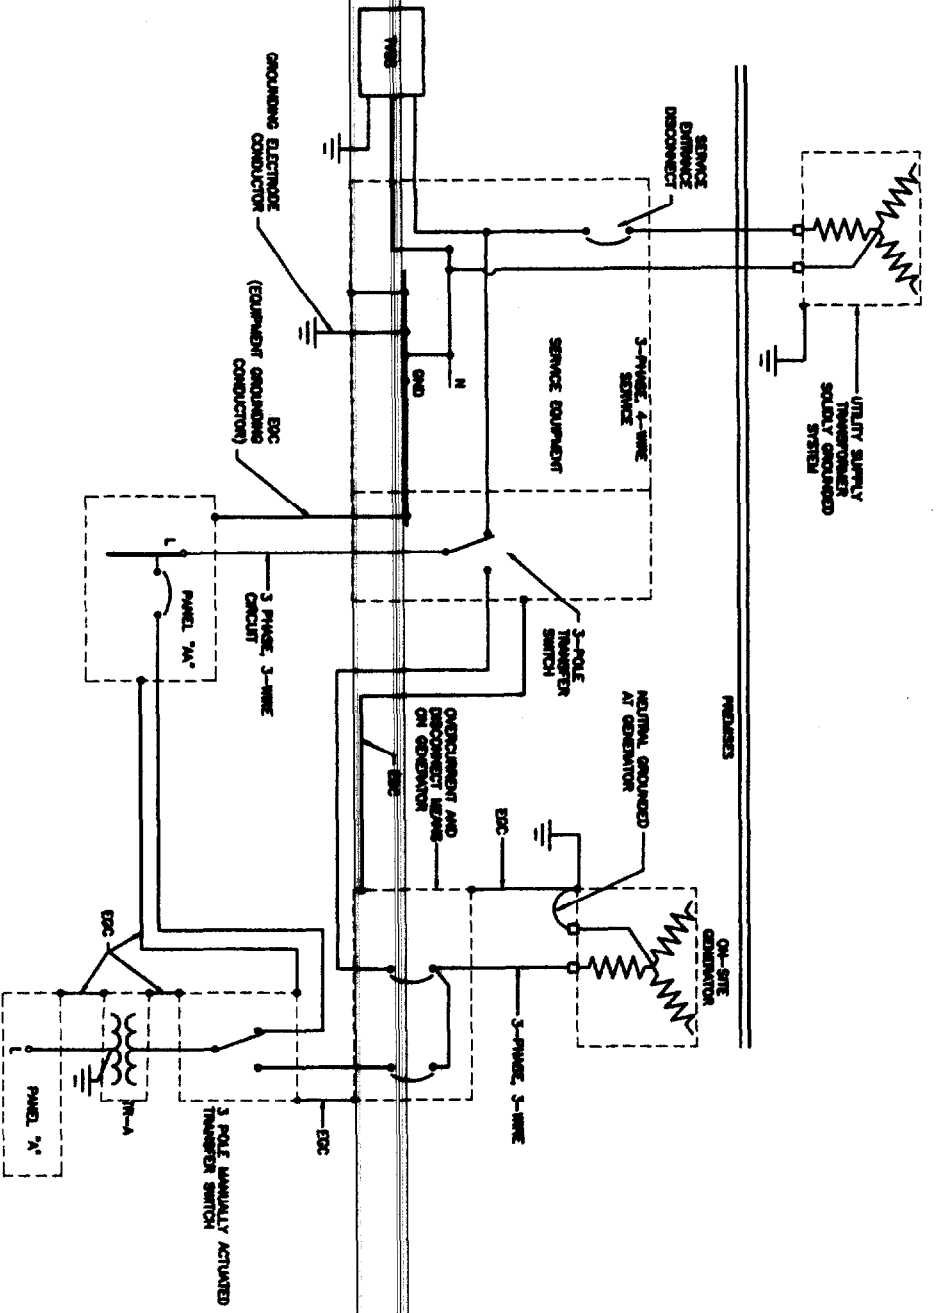 UTILITY SUPPLY
TRANSFORMER
SOLIDLY GROUNDED
SYSTEM
PREMISES
ON-SITE
GENERATOR
SERVICE
ENTRANCE
DISCONNECT
3-PHASE, 4-WIRE
SERVICE
SERVICE EQUIPMENT
NEUTRAL GROUNDED
AT GENERATOR
3-POLE
TRANSFER
SWITCH
3-PHASE, 3-WIRE
EGC
N
GND
OVERCURRENT AND
DISCONNECT MEANS
ON GENERATOR
TVSS
EGC
EGC
GROUNDING ELECTRODE
CONDUCTOR
EGC
(EQUIPMENT GROUNDING
CONDUCTOR)
3 PHASE, 3-WIRE
CIRCUIT
L
PANEL "AA"
3 POLE MANUALLY ACTUATED
TRANSFER SWITCH
EGC
TR-A
L
PANEL "A"